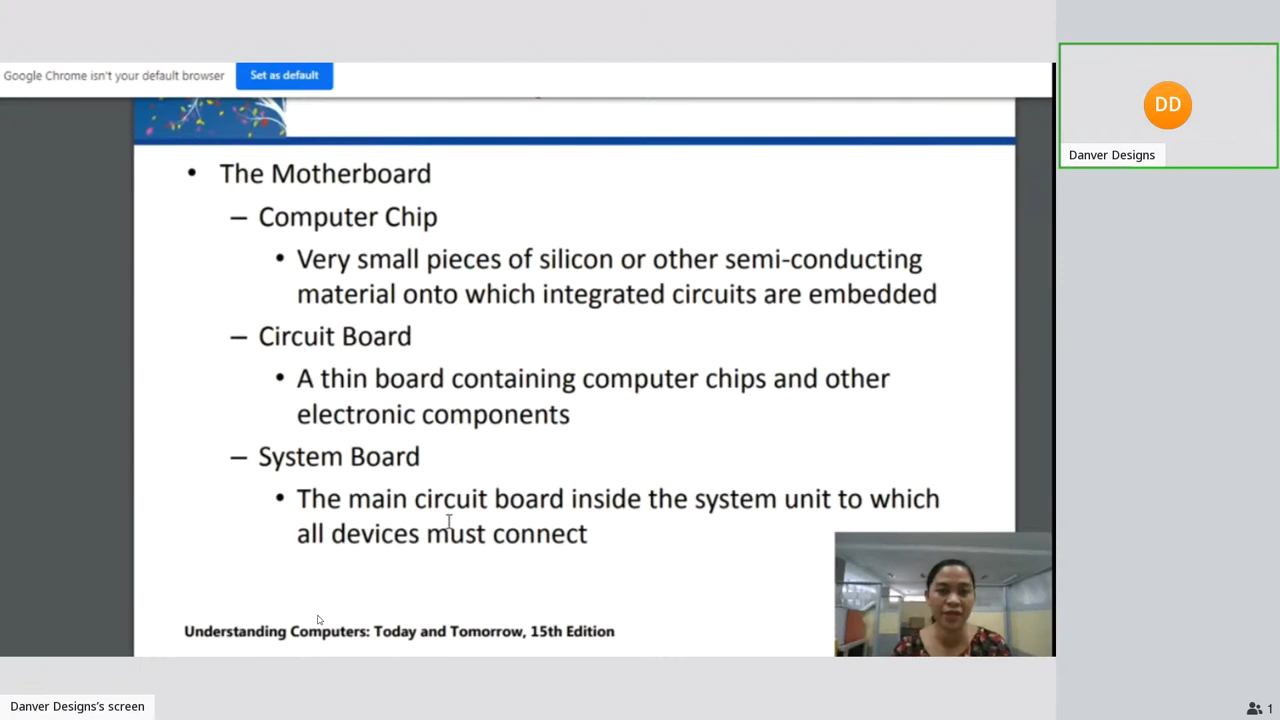 Google Chrome isn't your default browser
Set as default
DD
Danver Designs
• The Motherboard
– Computer Chip
• Very small pieces of silicon or other semi-conducting
material onto which integrated circuits are embedded
– Circuit Board
• A thin board containing computer chips and other
electronic components
– System Board
• The main circuit board inside the system unit to which
all devices must connect
Understanding Computers: Today and Tomorrow, 15th Edition
Danver Designs's screen
1